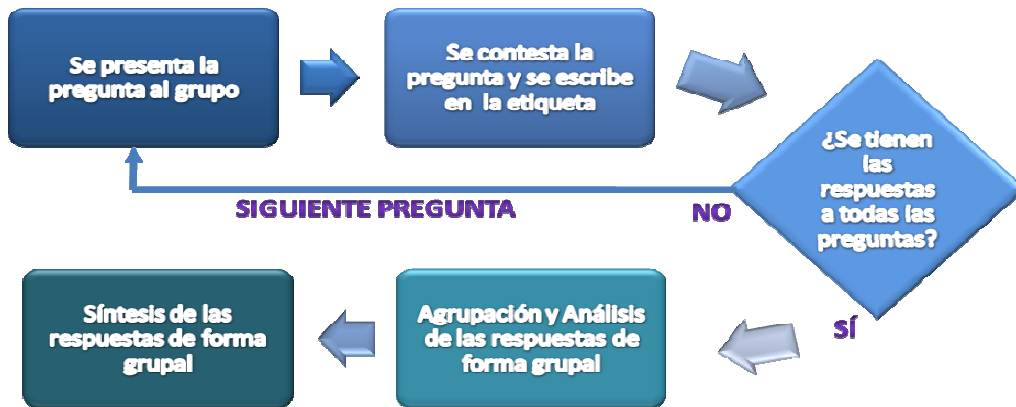 Se presenta la
pregunta al grupo
Se contesta la
pregunta y se escribe
en la etiqueta
¿Se tienen
las
respuestas
a todas las
preguntas?
SIGUIENTE PREGUNTA
NO
SÍ
Agrupación y Análisis
de las respuestas de
forma grupal
Síntesis de las
respuestas de forma
grupal